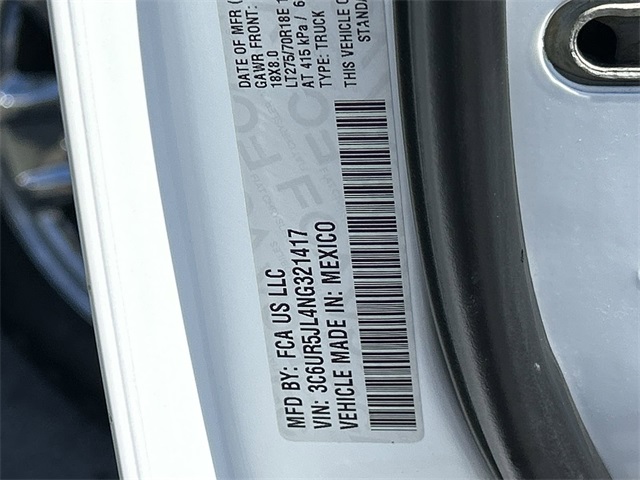 DATE OF MFR (
GAWR FRONT:
18X8.0
LT275/70R18E
AT 415 kPa / 6
TYPE: TRUCK
THIS VEHICLE C
STANDA
MFD BY: FCA US LLC
VIN: 3C6UR5JL4NG321417
VEHICLE MADE IN: MEXICO